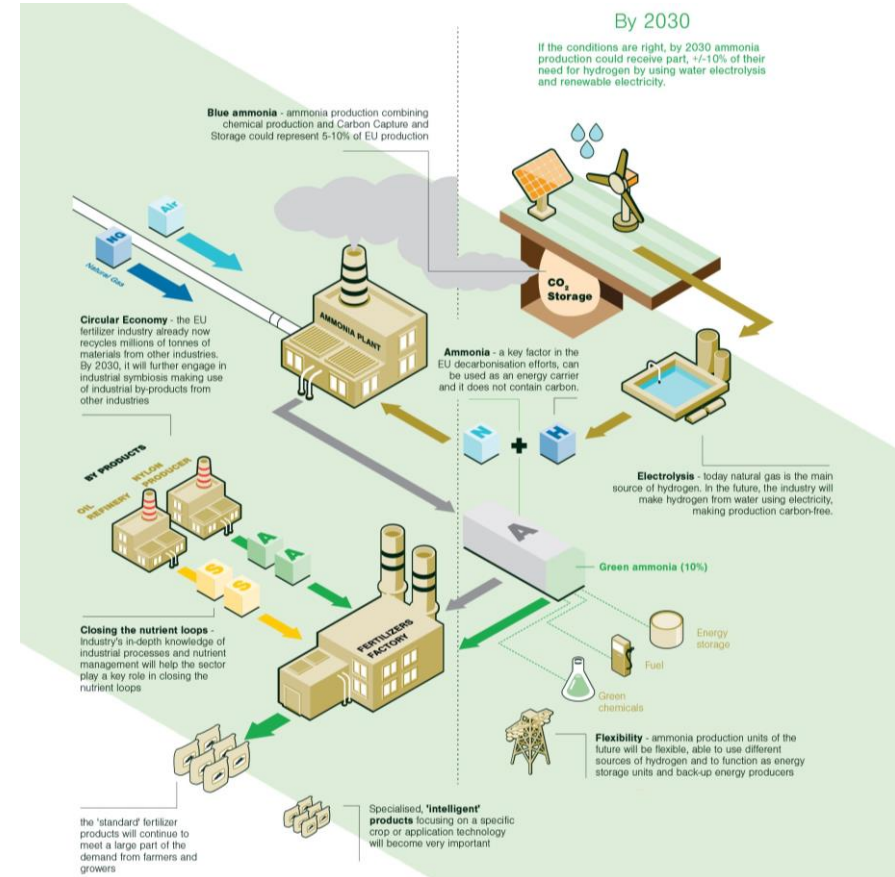 By 2030
If the conditions are right, by 2030 ammonia
production could receive part, +/-10% of their
need for hydrogen by using water electrolysis
and renewable electricity.
Blue ammonia - ammonia production combining
chemical production and Carbon Capture and
Storage could represent 5-10% of EU production
Air
NG
Natural Gas
CO2
Storage
AMMONIA PLANT
Circular Economy - the EU
fertilizer industry already now
recycles millions of tonnes of
materials from other industries.
By 2030, it will further engage in
industrial symbiosis making use
of industrial by-products from
other industries
Ammonia - a key factor in the
EU decarbonisation efforts, can
be used as an energy carrier
and it does not contain carbon.
N
+
H
Electrolysis - today natural gas is the main
source of hydrogen. In the future, the industry will
make hydrogen from water using electricity,
making production carbon-free.
BY PRODUCTS
OIL
REFINERY
NYLON
PRODUCER
A
A
S
S
A
Green ammonia (10%)
FERTILIZERS
FACTORY
Energy
storage
Fuel
Green
chemicals
Closing the nutrient loops -
Industry's in-depth knowledge of
industrial processes and nutrient
management will help the sector
play a key role in closing the
nutrient loops
Flexibility - ammonia production units of the
future will be flexible, able to use different
sources of hydrogen and to function as energy
storage units and back-up energy producers
the 'standard' fertilizer
products will continue to
meet a large part of the
demand from farmers and
growers
Specialised, 'intelligent'
products focusing on a specific
crop or application technology
will become very important